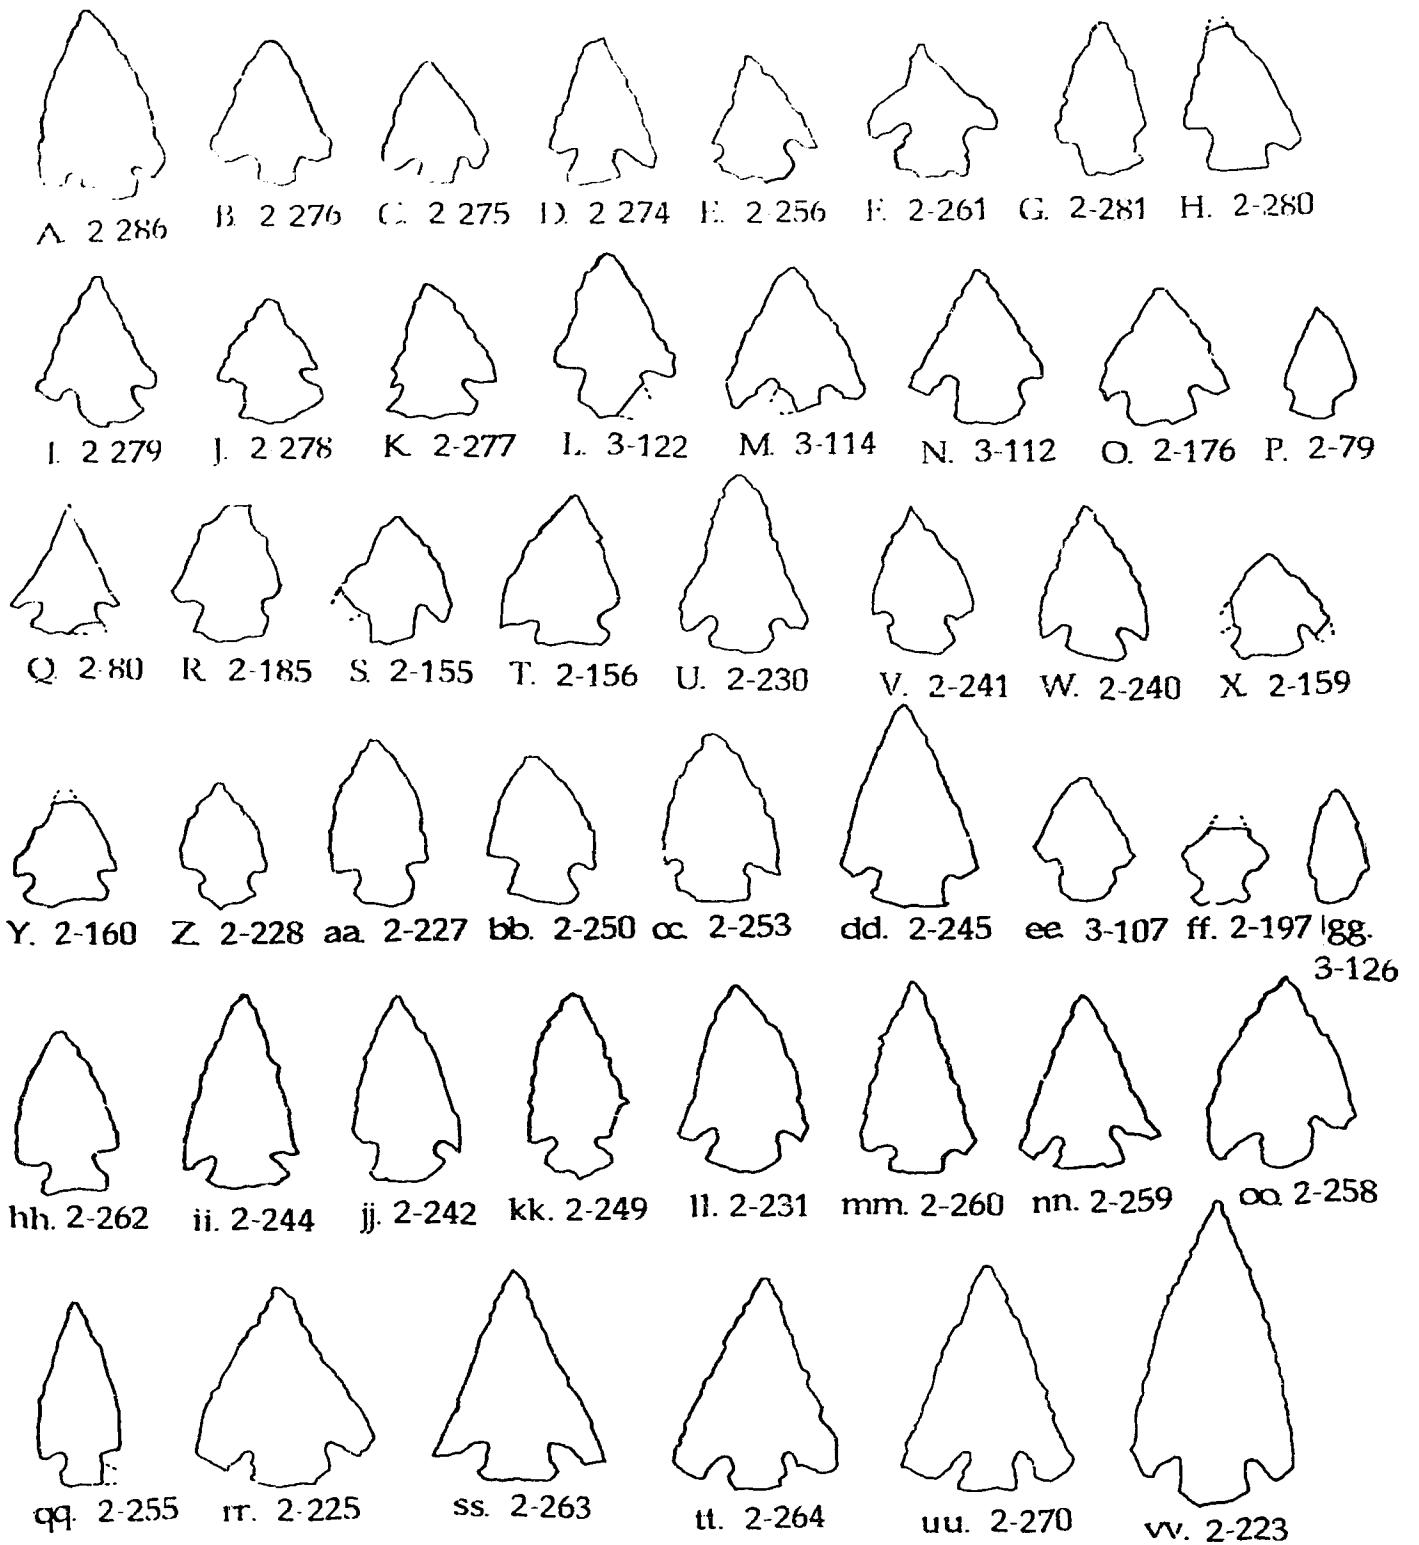 A. 2 286 B. 2 276 C. 2 275 D. 2 274 E. 2-256 F. 2-261 G. 2-281 H. 2-280
I. 2 279 J. 2 278 K. 2-277 L. 3-122 M. 3-114 N. 3-112 O. 2-176 P. 2-79
Q. 2-80 R. 2-185 S. 2-155 T. 2-156 U. 2-230 V. 2-241 W. 2-240 X. 2-159
Y. 2-160 Z. 2-228 aa. 2-227 bb. 2-250 cc. 2-253 dd. 2-245 ee. 3-107 ff. 2-197 gg.
3-126
hh. 2-262 ii. 2-244 jj. 2-242 kk. 2-249 ll. 2-231 mm. 2-260 nn. 2-259 oo. 2-258
qq. 2-255 rr. 2-225 ss. 2-263 tt. 2-264 uu. 2-270 vv. 2-223